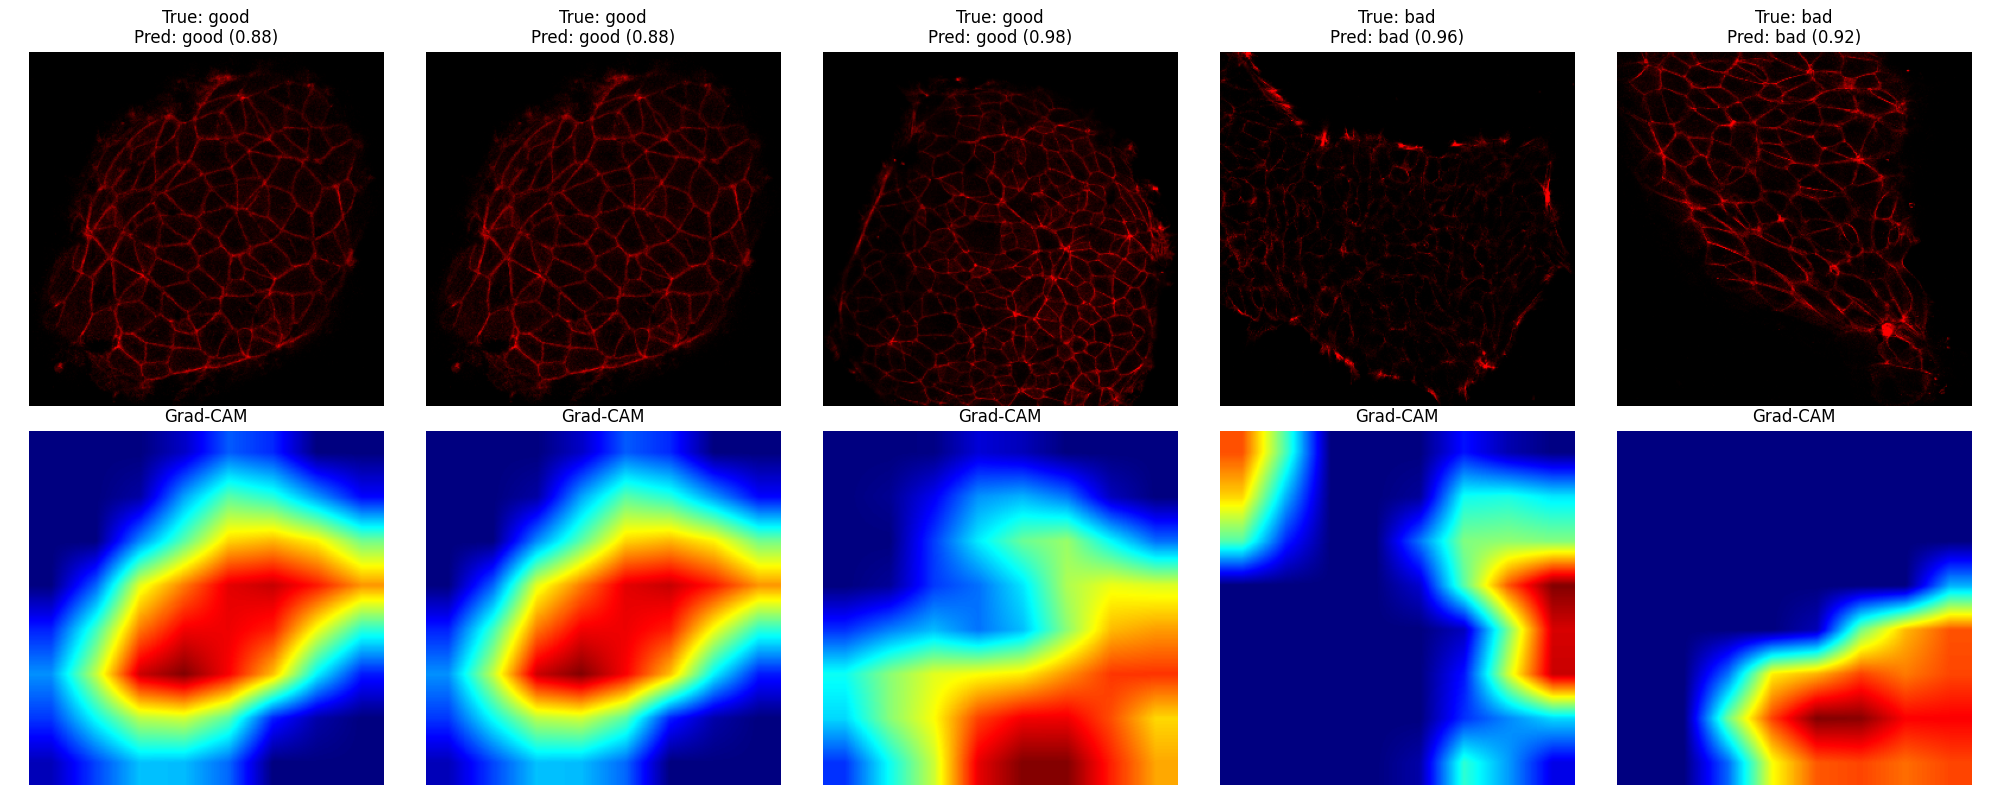 True: good
Pred: good (0.88)
True: good
Pred: good (0.88)
True: good
Pred: good (0.98)
True: bad
Pred: bad (0.96)
True: bad
Pred: bad (0.92)
Grad-CAM
Grad-CAM
Grad-CAM
Grad-CAM
Grad-CAM